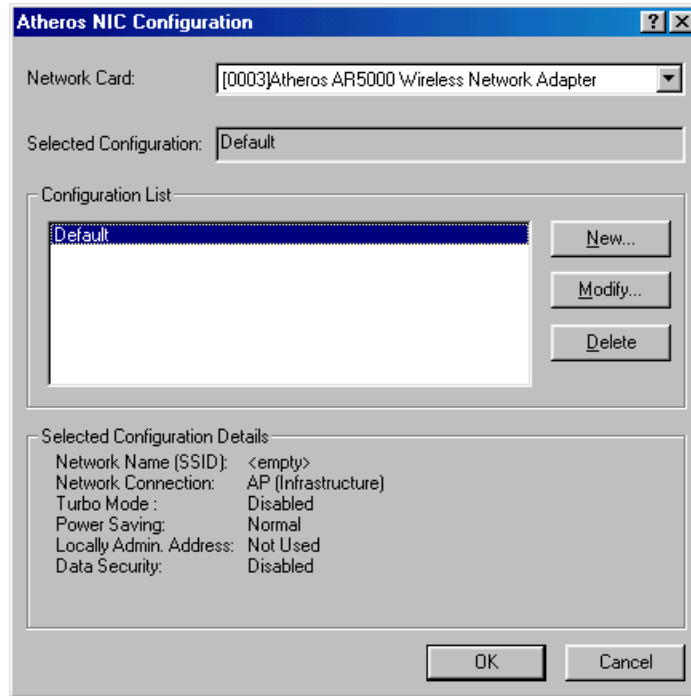 Atheros NIC Configuration
Network Card: [0003]Atheros AR5000 Wireless Network Adapter
Selected Configuration: Default
Configuration List
Default
New...
Modify...
Delete
Selected Configuration Details
Network Name (SSID): <empty>
Network Connection: AP (Infrastructure)
Turbo Mode : Disabled
Power Saving: Normal
Locally Admin. Address: Not Used
Data Security: Disabled
OK Cancel